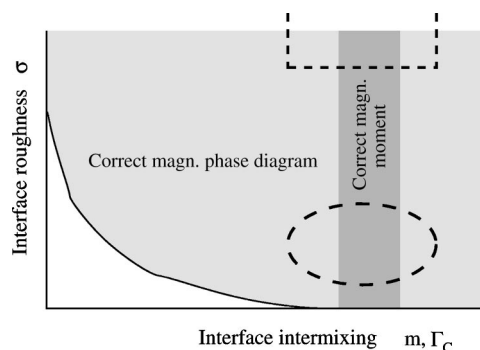 Interface roughness σ
Correct magn. phase diagram
Correct magn.
moment
Interface intermixing m, Γ_C